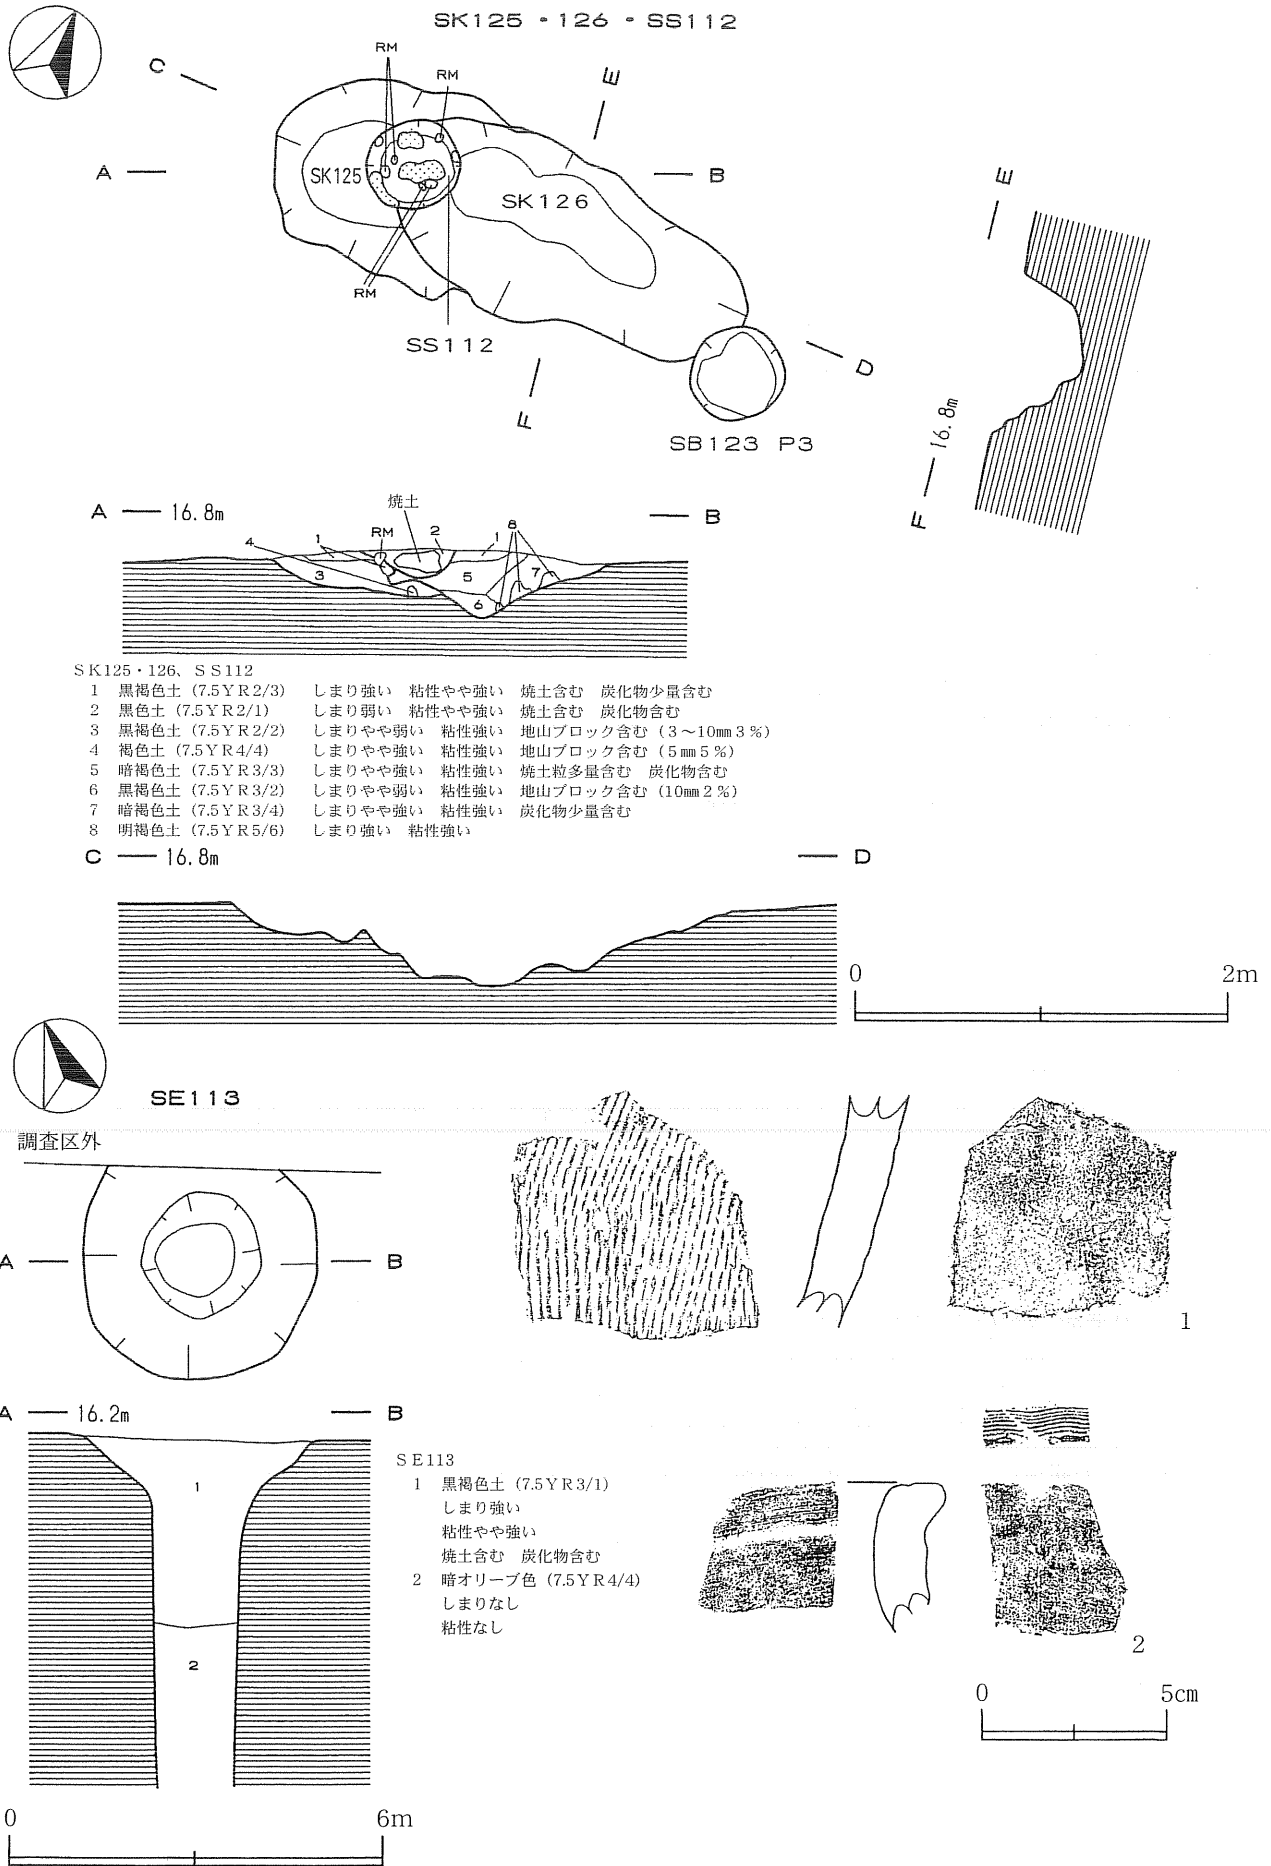 SK125・126・SS112
C
RM
RM
E
A
SK125
SK126
B
RM
SS112
F
D
SB123 P3
E
F
16.8m
A
16.8m
焼土
B
4
1
RM
2
1
8
3
5
7
6
SK125・126、SS112
1 黒褐色土 (7.5YR2/3) しまり強い 粘性やや強い 焼土含む 炭化物少量含む
2 黒色土 (7.5YR2/1) しまり弱い 粘性やや強い 焼土含む 炭化物含む
3 黒褐色土 (7.5YR2/2) しまりやや弱い 粘性強い 地山ブロック含む (3～10㎜3%)
4 褐色土 (7.5YR4/4) しまりやや強い 粘性強い 地山ブロック含む (5㎜5%)
5 暗褐色土 (7.5YR3/3) しまりやや強い 粘性強い 焼土粒多量含む 炭化物含む
6 黒褐色土 (7.5YR3/2) しまりやや弱い 粘性強い 地山ブロック含む (10㎜2%)
7 暗褐色土 (7.5YR3/4) しまりやや強い 粘性強い 炭化物少量含む
8 明褐色土 (7.5YR5/6) しまり強い 粘性強い
C
16.8m
D
0
2m
SE113
調査区外
A
B
1
A
16.2m
B
1
2
SE113
1 黒褐色土 (7.5YR3/1)
しまり強い
粘性やや強い
焼土含む 炭化物含む
2 暗オリーブ色 (7.5YR4/4)
しまりなし
粘性なし
2
0
5㎝
0
6m